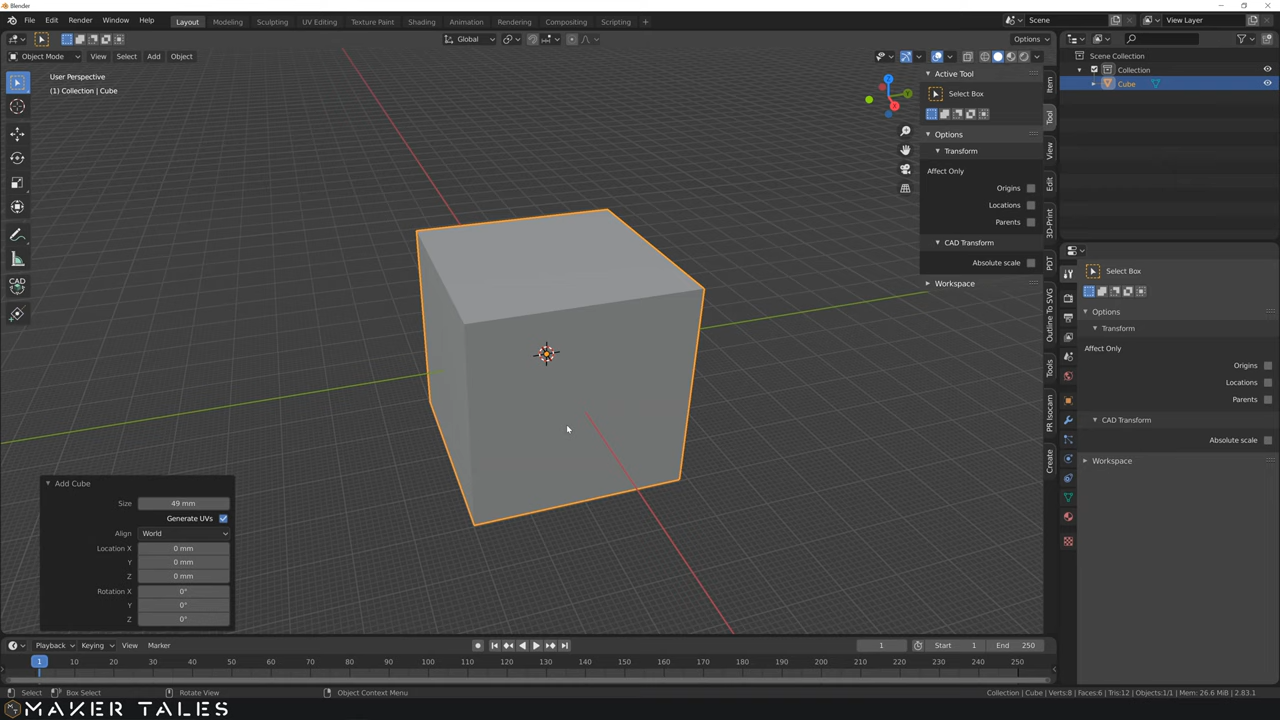 Blender
File Edit Render Window Help Layout Modeling Sculpting UV Editing Texture Paint Shading Animation Rendering Compositing Scripting + Scene View Layer
Global Options
Object Mode View Select Add Object
User Perspective
(1) Collection | Cube
Active Tool
Select Box
Options
Transform
Affect Only
Origins
Locations
Parents
CAD Transform
Absolute scale
Workspace
Item
Tool
View
Edit
3D-Print
PDT
Outline To SVG
Tools
PR Isocam
Create
CAD
Z
Y
X
Scene Collection
Collection
Cube
Select Box
Options
Transform
Affect Only
Origins
Locations
Parents
CAD Transform
Absolute scale
Workspace
Add Cube
Size 49 mm
Generate UVs
Align World
Location X 0 mm
Y 0 mm
Z 0 mm
Rotation X 0°
Y 0°
Z 0°
Playback Keying View Marker 1 Start 1 End 250
1 10 20 30 40 50 60 70 80 90 100 110 120 130 140 150 160 170 180 190 200 210 220 230 240 250
Select Box Select Rotate View Object Context Menu Collection | Cube | Verts:8 | Faces:6 | Tris:12 | Objects:1/1 | Mem: 26.6 MiB | 2.83.1
MAKER TALES